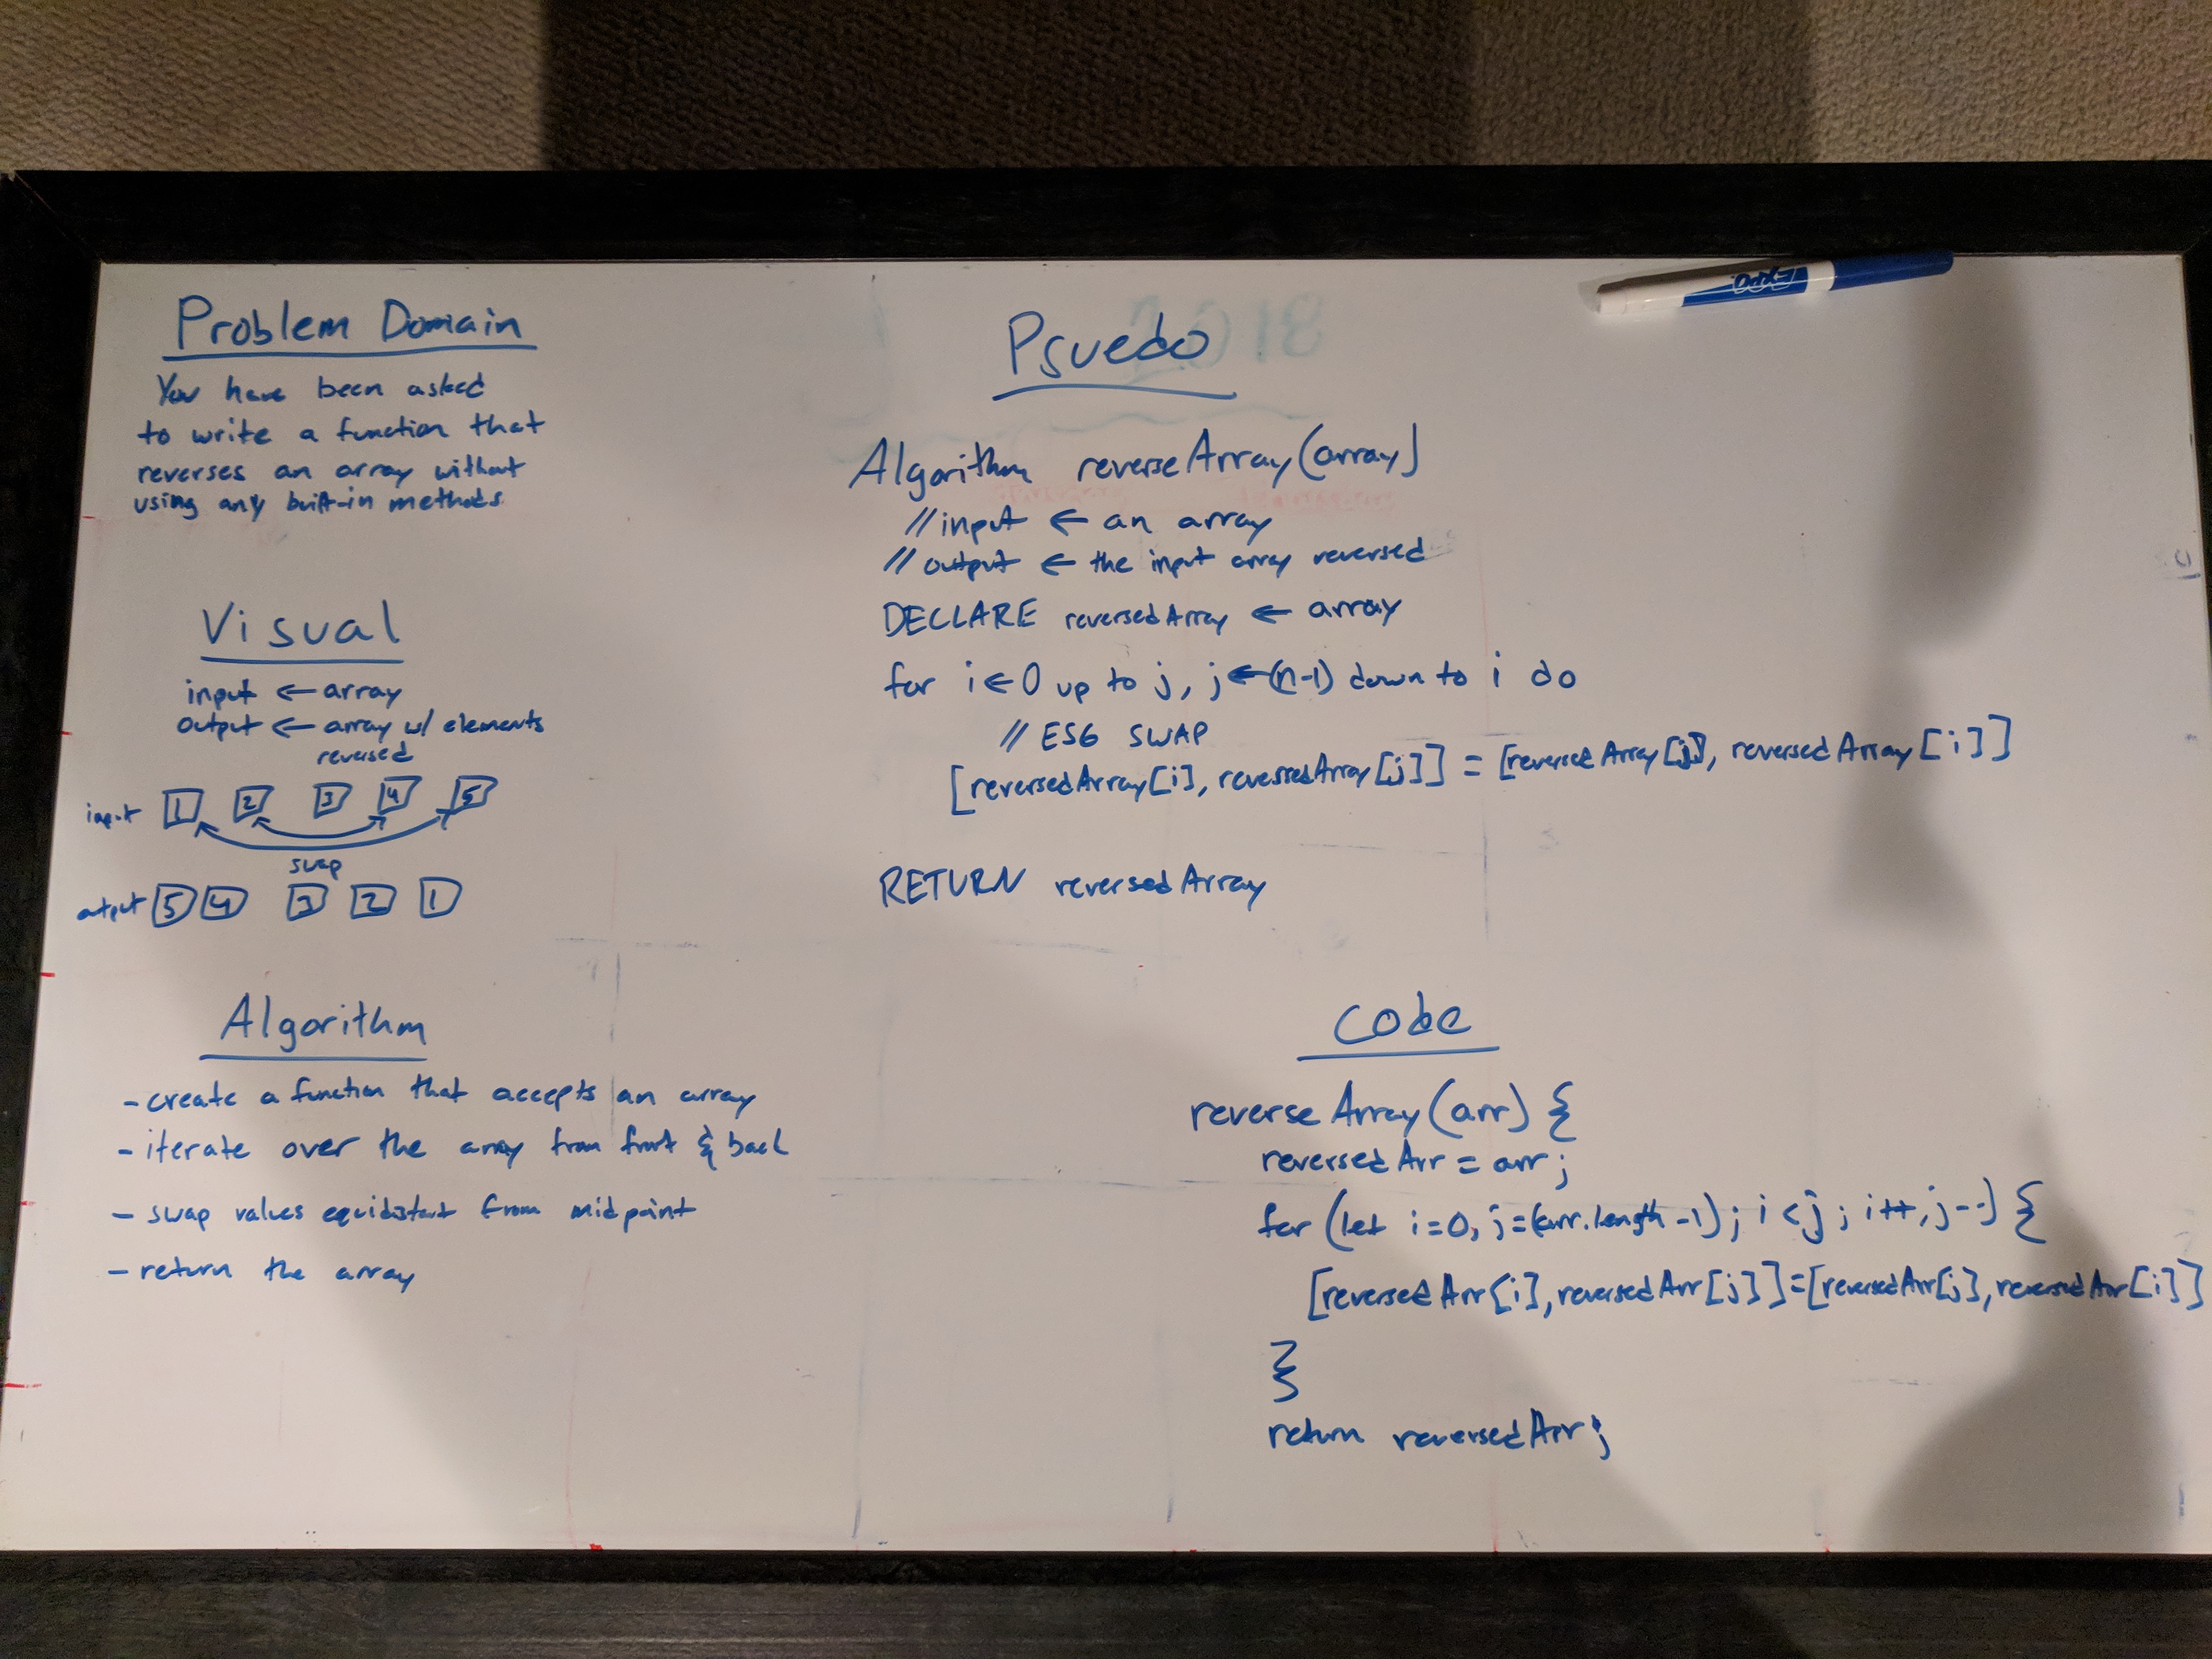 Problem Domain
You have been asked
to write a function that
reverses an array without
using any built-in methods
Visual
input ← array
output ← array w/ elements
reversed
input 1 2 3 4 5
swap
output 5 4 3 2 1
Algorithm
- create a function that accepts an array
- iterate over the array from front & back
- swap values equidistant from midpoint
- return the array
Psuedo
Algorithm reverseArray(array)
// input ← an array
// output ← the input array reversed
DECLARE reversedArray ← array
for i ← 0 up to j, j ← (n-1) down to i do
// ES6 SWAP
[reversedArray[i], reversedArray[j]] = [reversedArray[j], reversedArray[i]]
RETURN reversedArray
Code
reverseArray(arr) {
reversedArr = arr;
for (let i=0, j=(arr.length -1); i < j ; i++, j--) {
[reversedArr[i], reversedArr[j]]=[reversedArr[j], reversedArr[i]]
}
return reversedArr;
EXPO